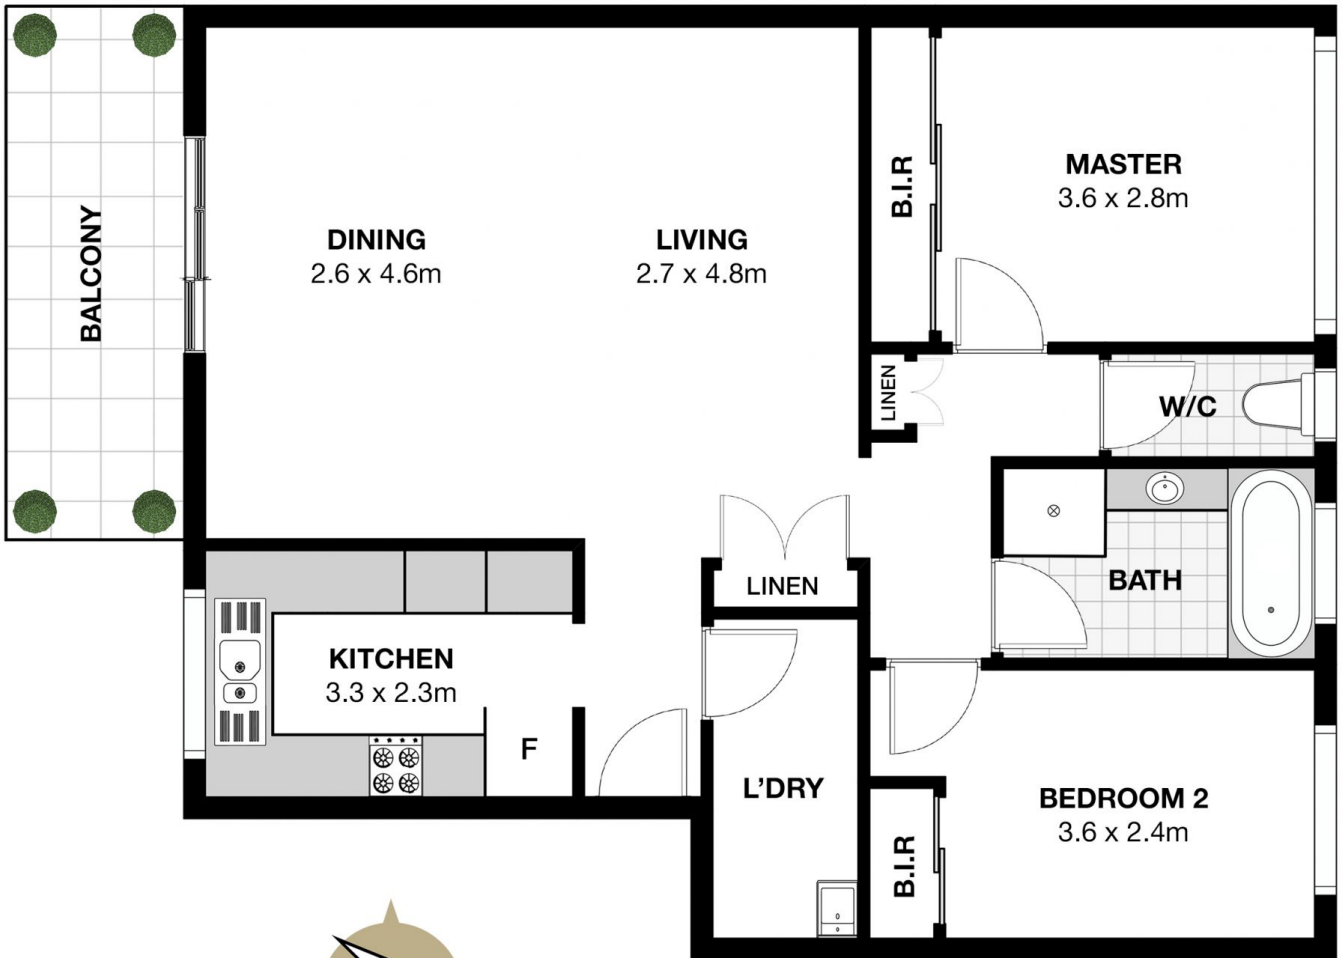 BALCONY
DINING
2.6 x 4.6m
LIVING
2.7 x 4.8m
B.I.R
MASTER
3.6 x 2.8m
LINEN
W/C
LINEN
BATH
KITCHEN
3.3 x 2.3m
F
L'DRY
B.I.R
BEDROOM 2
3.6 x 2.4m